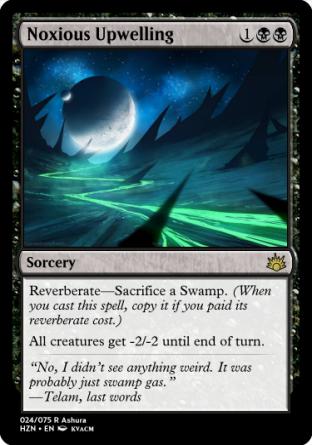 Noxious Upwelling 1
Sorcery
Reverberate—Sacrifice a Swamp. (When
you cast this spell, copy it if you paid its
reverberate cost.)
All creatures get -2/-2 until end of turn.
“No, I didn't see anything weird. It was
probably just swamp gas.”
—Telam, last words
024/075 R Ashura
HZN • EN KVACM